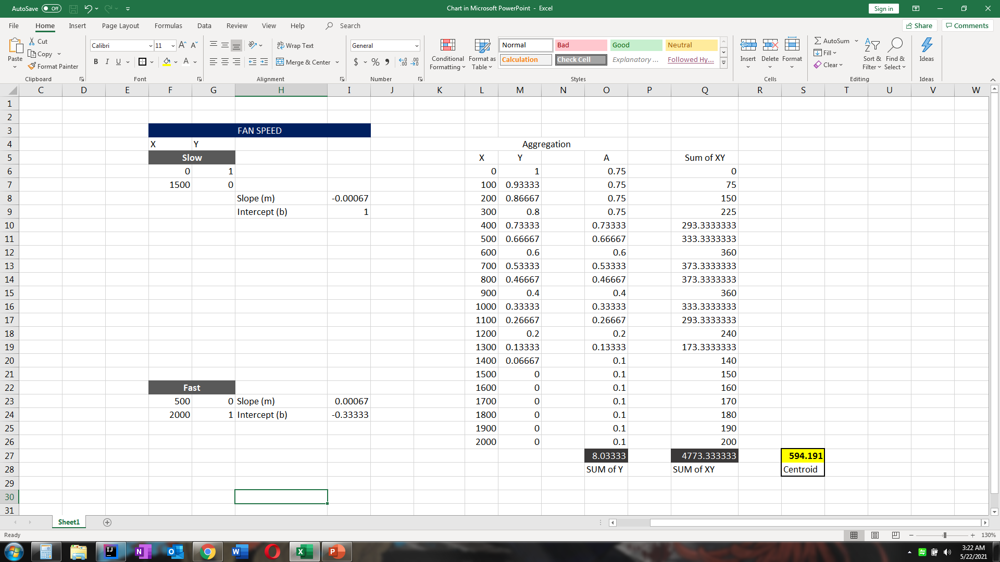 AutoSave Off
Chart in Microsoft PowerPoint - Excel
Sign in
File Home Insert Page Layout Formulas Data Review View Help Search
Share Comments
Paste
Cut
Copy
Format Painter
Clipboard
Calibri 11 A A
B I U A
Font
Wrap Text
Merge & Center
Alignment
General
$ % 9
Number
Conditional Formatting
Format as Table
Normal Bad Good Neutral
Calculation Check Cell Explanatory ... Followed Hy...
Styles
Insert Delete Format
Cells
AutoSum
Fill
Clear
Sort & Filter
Find & Select
Editing
Ideas
Ideas
C D E F G H I J K L M N O P Q R S T U V W
1
2
3 FAN SPEED
4 X Y Aggregation
5 Slow X Y A Sum of XY
6 0 1 0 1 0.75 0
7 1500 0 100 0.93333 0.75 75
8 Slope (m) -0.00067 200 0.86667 0.75 150
9 Intercept (b) 1 300 0.8 0.75 225
10 400 0.73333 0.73333 293.3333333
11 500 0.66667 0.66667 333.3333333
12 600 0.6 0.6 360
13 700 0.53333 0.53333 373.3333333
14 800 0.46667 0.46667 373.3333333
15 900 0.4 0.4 360
16 1000 0.33333 0.33333 333.3333333
17 1100 0.26667 0.26667 293.3333333
18 1200 0.2 0.2 240
19 1300 0.13333 0.13333 173.3333333
20 1400 0.06667 0.1 140
21 1500 0 0.1 150
22 Fast 1600 0 0.1 160
23 500 0 Slope (m) 0.00067 1700 0 0.1 170
24 2000 1 Intercept (b) -0.33333 1800 0 0.1 180
25 1900 0 0.1 190
26 2000 0 0.1 200
27 8.03333 4773.333333 594.191
28 SUM of Y SUM of XY Centroid
29
30
31
Sheet1
Ready
130%
3:22 AM
5/22/2021